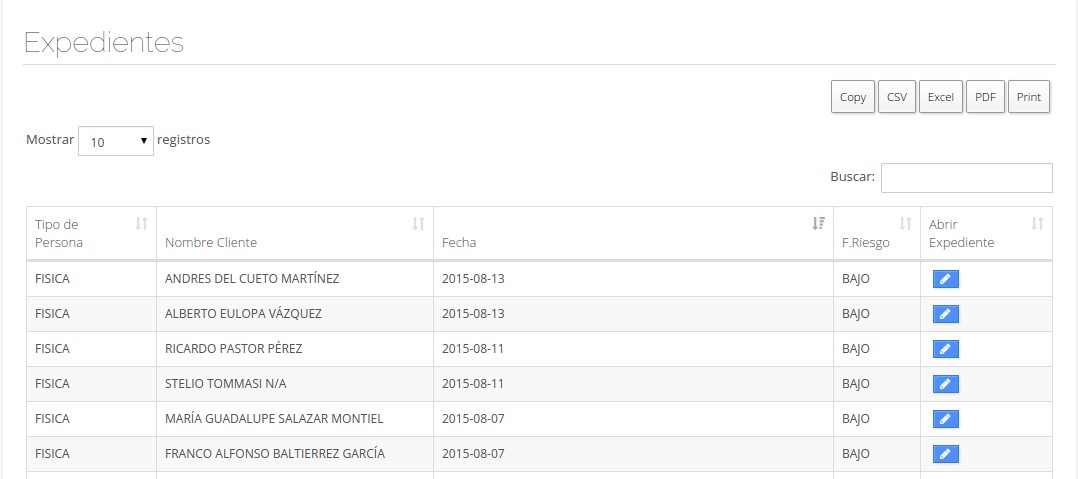 Expedientes
Copy CSV Excel PDF Print
Mostrar 10 registros
Buscar:
Tipo de Persona Nombre Cliente Fecha F.Riesgo Abrir Expediente
FISICA ANDRES DEL CUETO MARTÍNEZ 2015-08-13 BAJO
FISICA ALBERTO EULOPA VÁZQUEZ 2015-08-13 BAJO
FISICA RICARDO PASTOR PÉREZ 2015-08-11 BAJO
FISICA STELIO TOMMASI N/A 2015-08-11 BAJO
FISICA MARÍA GUADALUPE SALAZAR MONTIEL 2015-08-07 BAJO
FISICA FRANCO ALFONSO BALTIERREZ GARCÍA 2015-08-07 BAJO